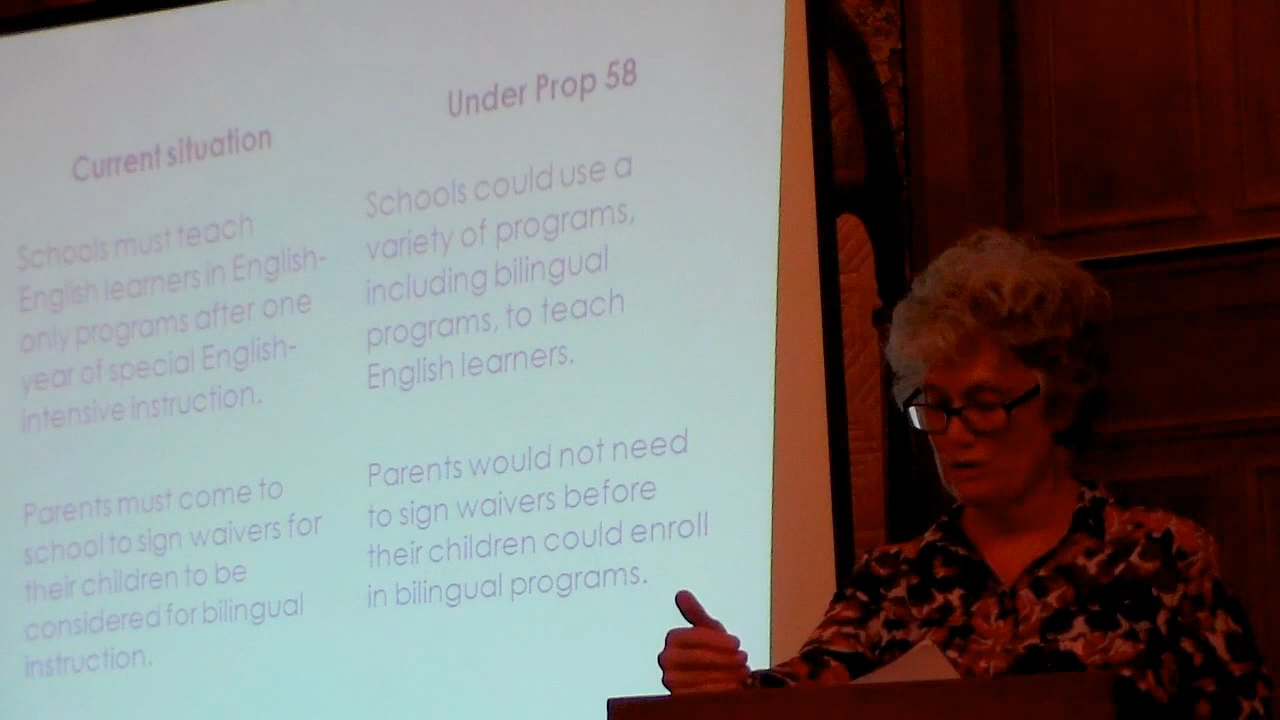 Current situation
Schools must teach
English learners in English-
only programs after one
year of special English-
intensive instruction.
Parents must come to
school to sign waivers for
their children to be
considered for bilingual
instruction.
Under Prop 58
Schools could use a
variety of programs,
including bilingual
programs, to teach
English learners.
Parents would not need
to sign waivers before
their children could enroll
in bilingual programs.